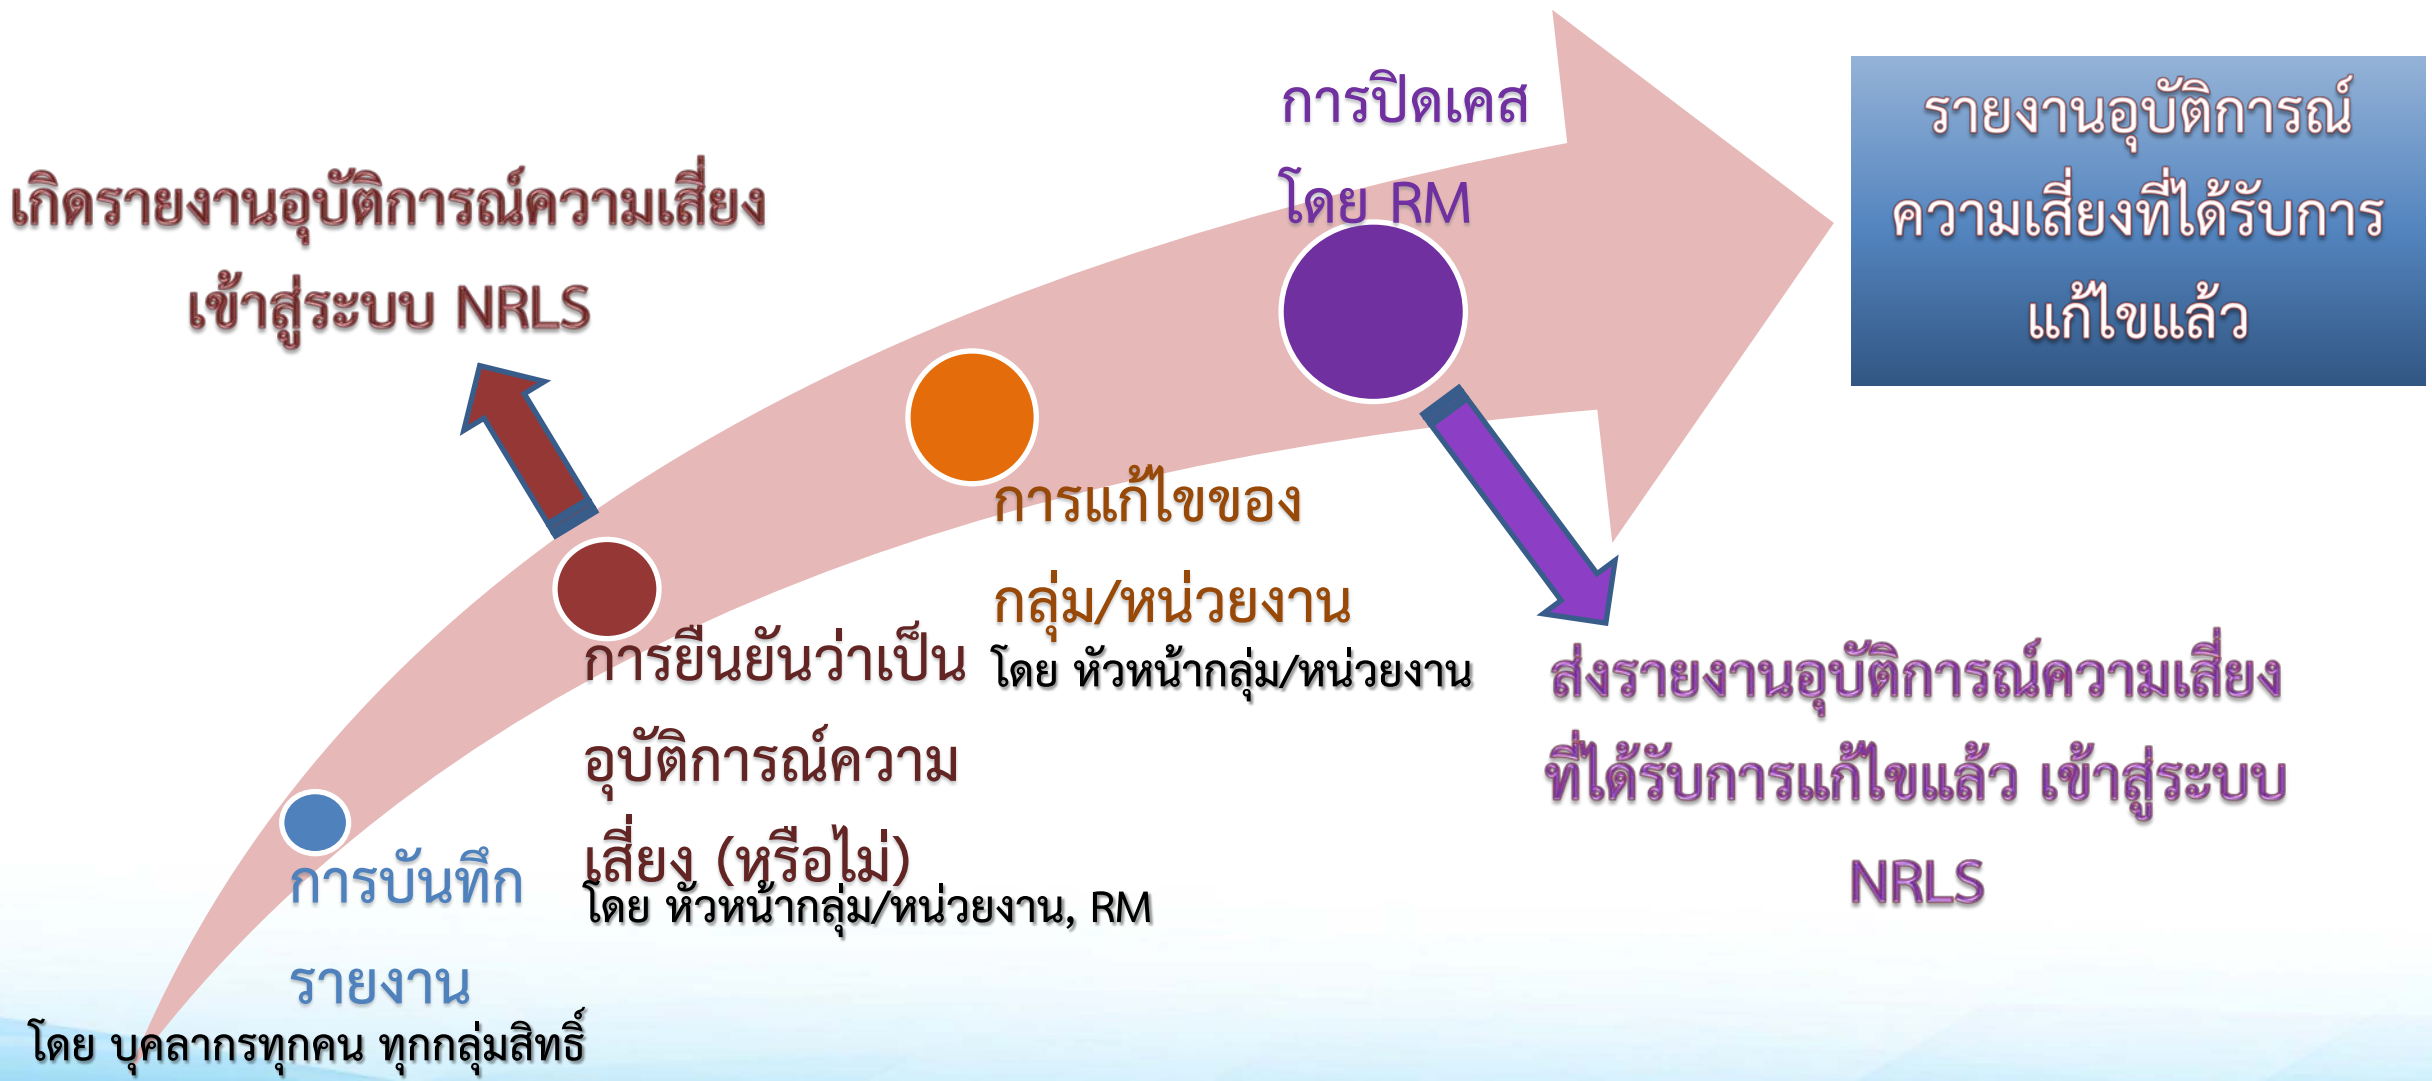 การปิดเคส
โดย RM
รายงานอุบัติการณ์
ความเสี่ยงที่ได้รับการ
แก้ไขแล้ว
เกิดรายงานอุบัติการณ์ความเสี่ยง
เข้าสู่ระบบ NRLS
การแก้ไขของ
กลุ่ม/หน่วยงาน
โดย หัวหน้ากลุ่ม/หน่วยงาน
การยืนยันว่าเป็น
อุบัติการณ์ความ
เสี่ยง (หรือไม่)
โดย หัวหน้ากลุ่ม/หน่วยงาน, RM
ส่งรายงานอุบัติการณ์ความเสี่ยง
ที่ได้รับการแก้ไขแล้ว เข้าสู่ระบบ
NRLS
การบันทึก
รายงาน
โดย บุคลากรทุกคน ทุกกลุ่มสิทธิ์